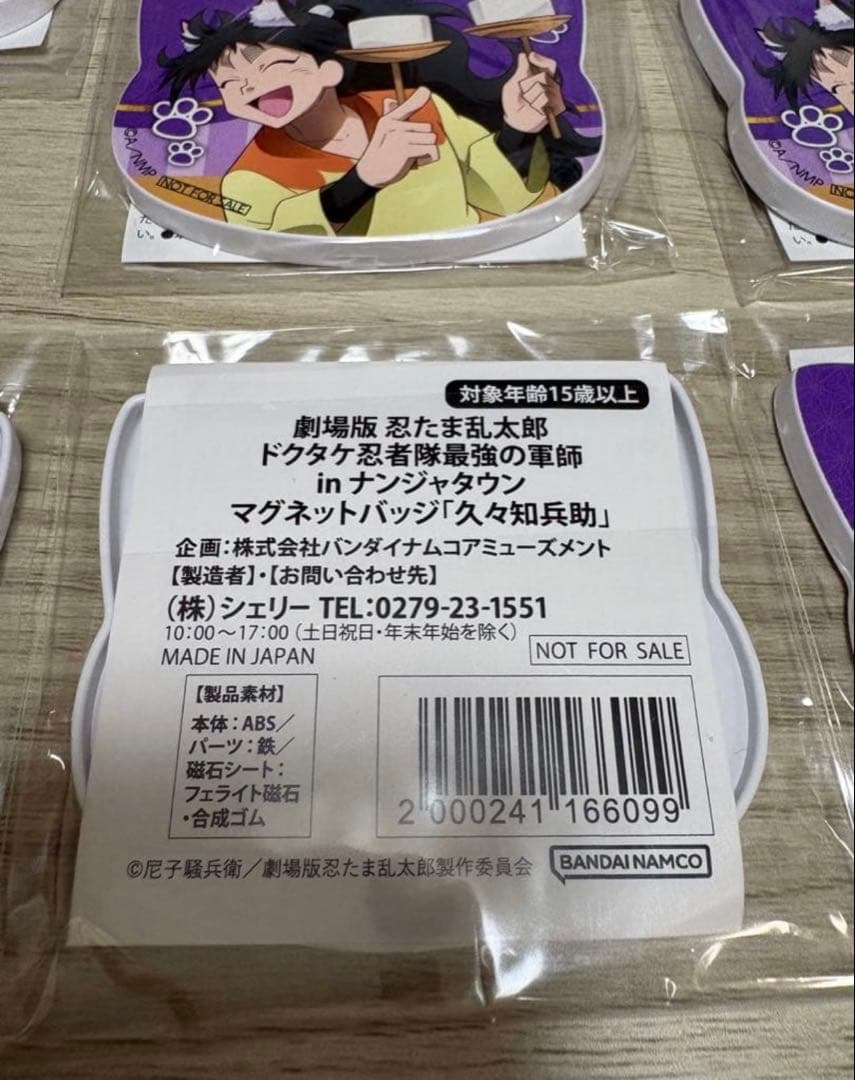 ©A/NMP
NOT FOR SALE
©A/NMP
い。●
い。●
対象年齢15歳以上
劇場版 忍たま乱太郎
ドクタケ忍者隊最強の軍師
in ナンジャタウン
マグネットバッジ「久々知兵助」
企画:株式会社バンダイナムコアミューズメント
【製造者】・【お問い合わせ先】
(株)シェリー TEL:0279-23-1551
10:00~17:00(土日祝日・年末年始を除く)
MADE IN JAPAN
NOT FOR SALE
【製品素材】
本体:ABS/
パーツ:鉄/
磁石シート:
フェライト磁石
・合成ゴム
2 000241 166099
©尼子騒兵衛/劇場版忍たま乱太郎製作委員会
BANDAI NAMCO